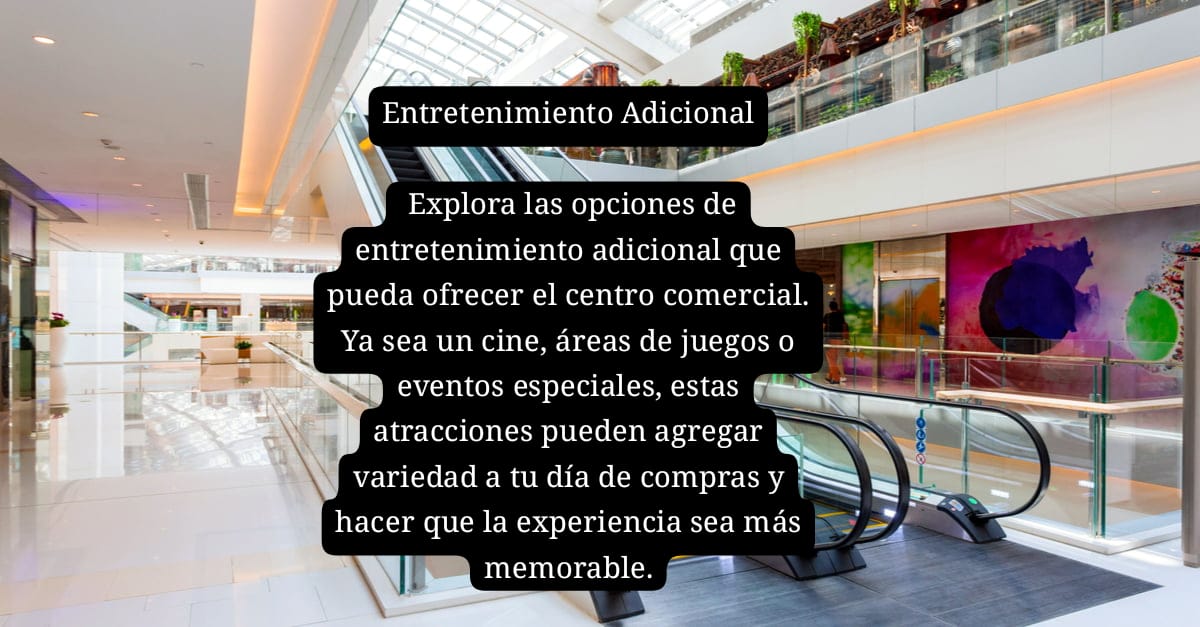 Entretenimiento Adicional
Explora las opciones de
entretenimiento adicional que
pueda ofrecer el centro comercial.
Ya sea un cine, áreas de juegos o
eventos especiales, estas
atracciones pueden agregar
variedad a tu día de compras y
hacer que la experiencia sea más
memorable.